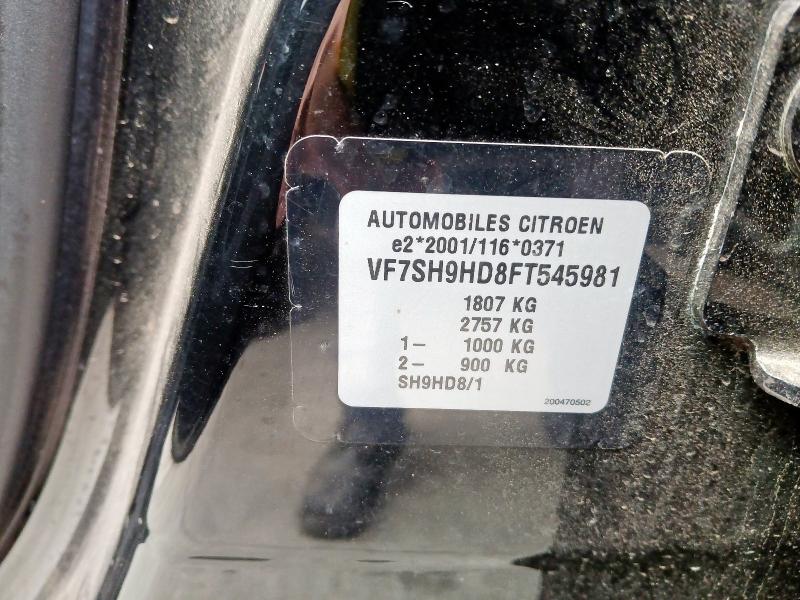 AUTOMOBILES CITROEN
e2*2001/116*0371
VF7SH9HD8FT545981
1807 KG
2757 KG
1- 1000 KG
2- 900 KG
SH9HD8/1
200470502